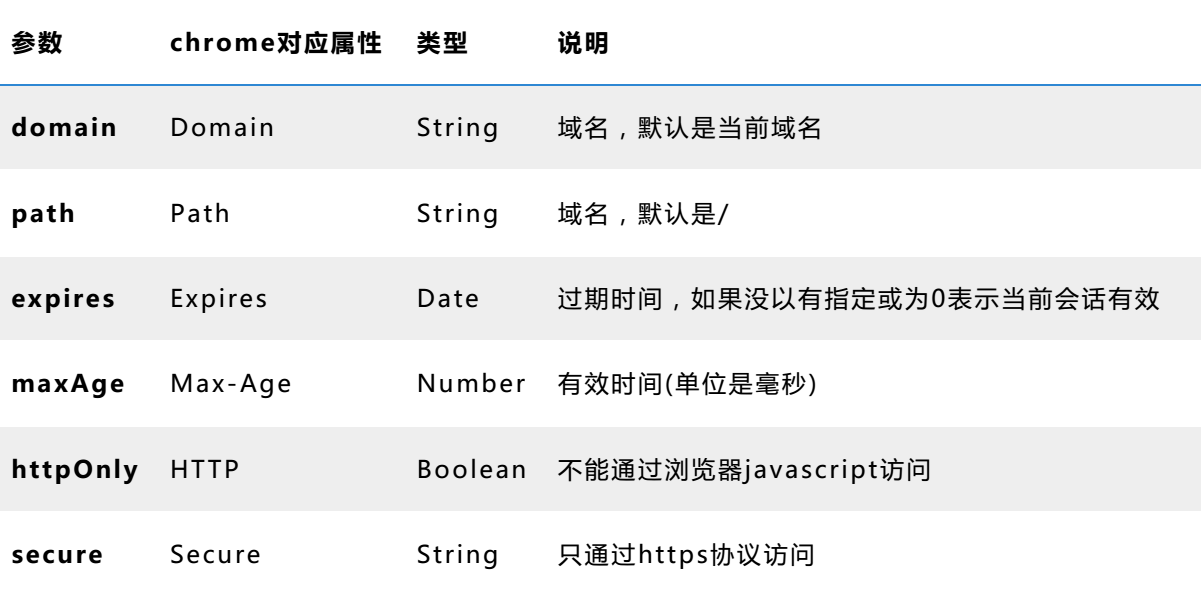 参数 chrome对应属性 类型 说明
domain Domain String 域名，默认是当前域名
path Path String 域名，默认是/
expires Expires Date 过期时间，如果没以有指定或为0表示当前会话有效
maxAge Max-Age Number 有效时间(单位是毫秒)
httpOnly HTTP Boolean 不能通过浏览器javascript访问
secure Secure String 只通过https协议访问